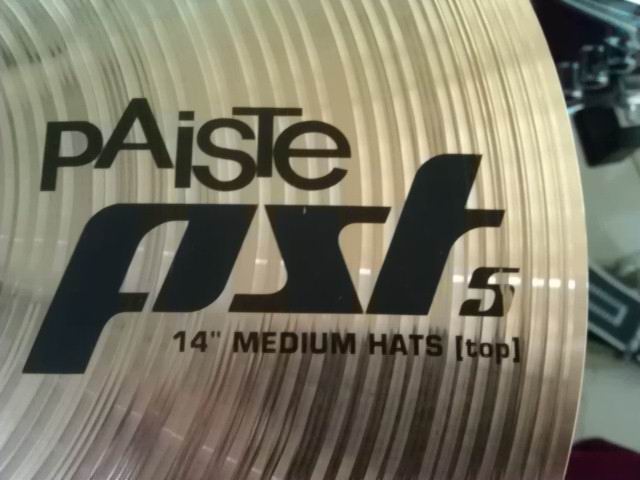 PAiSTe
pst5
14" MEDIUM HATS [top]